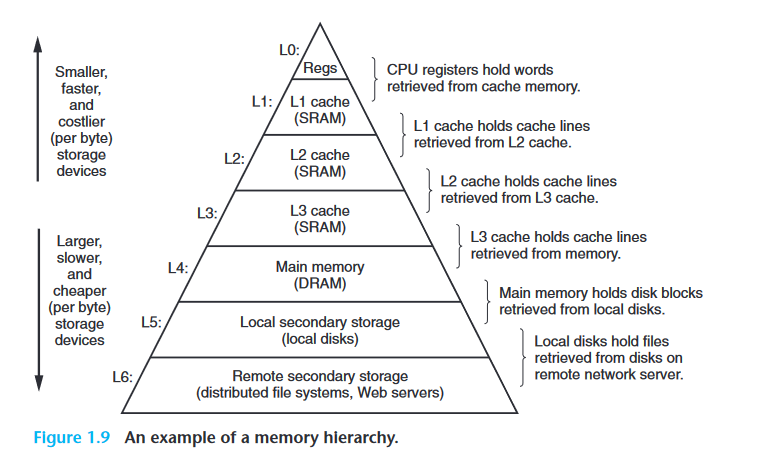 L0:
Regs
CPU registers hold words
retrieved from cache memory.
Smaller,
faster,
and
costlier
(per byte)
storage
devices
L1:
L1 cache
(SRAM)
L1 cache holds cache lines
retrieved from L2 cache.
L2:
L2 cache
(SRAM)
L2 cache holds cache lines
retrieved from L3 cache.
L3:
L3 cache
(SRAM)
L3 cache holds cache lines
retrieved from memory.
Larger,
slower,
and
cheaper
(per byte)
storage
devices
L4:
Main memory
(DRAM)
Main memory holds disk blocks
retrieved from local disks.
L5:
Local secondary storage
(local disks)
Local disks hold files
retrieved from disks on
remote network server.
L6:
Remote secondary storage
(distributed file systems, Web servers)
Figure 1.9 An example of a memory hierarchy.